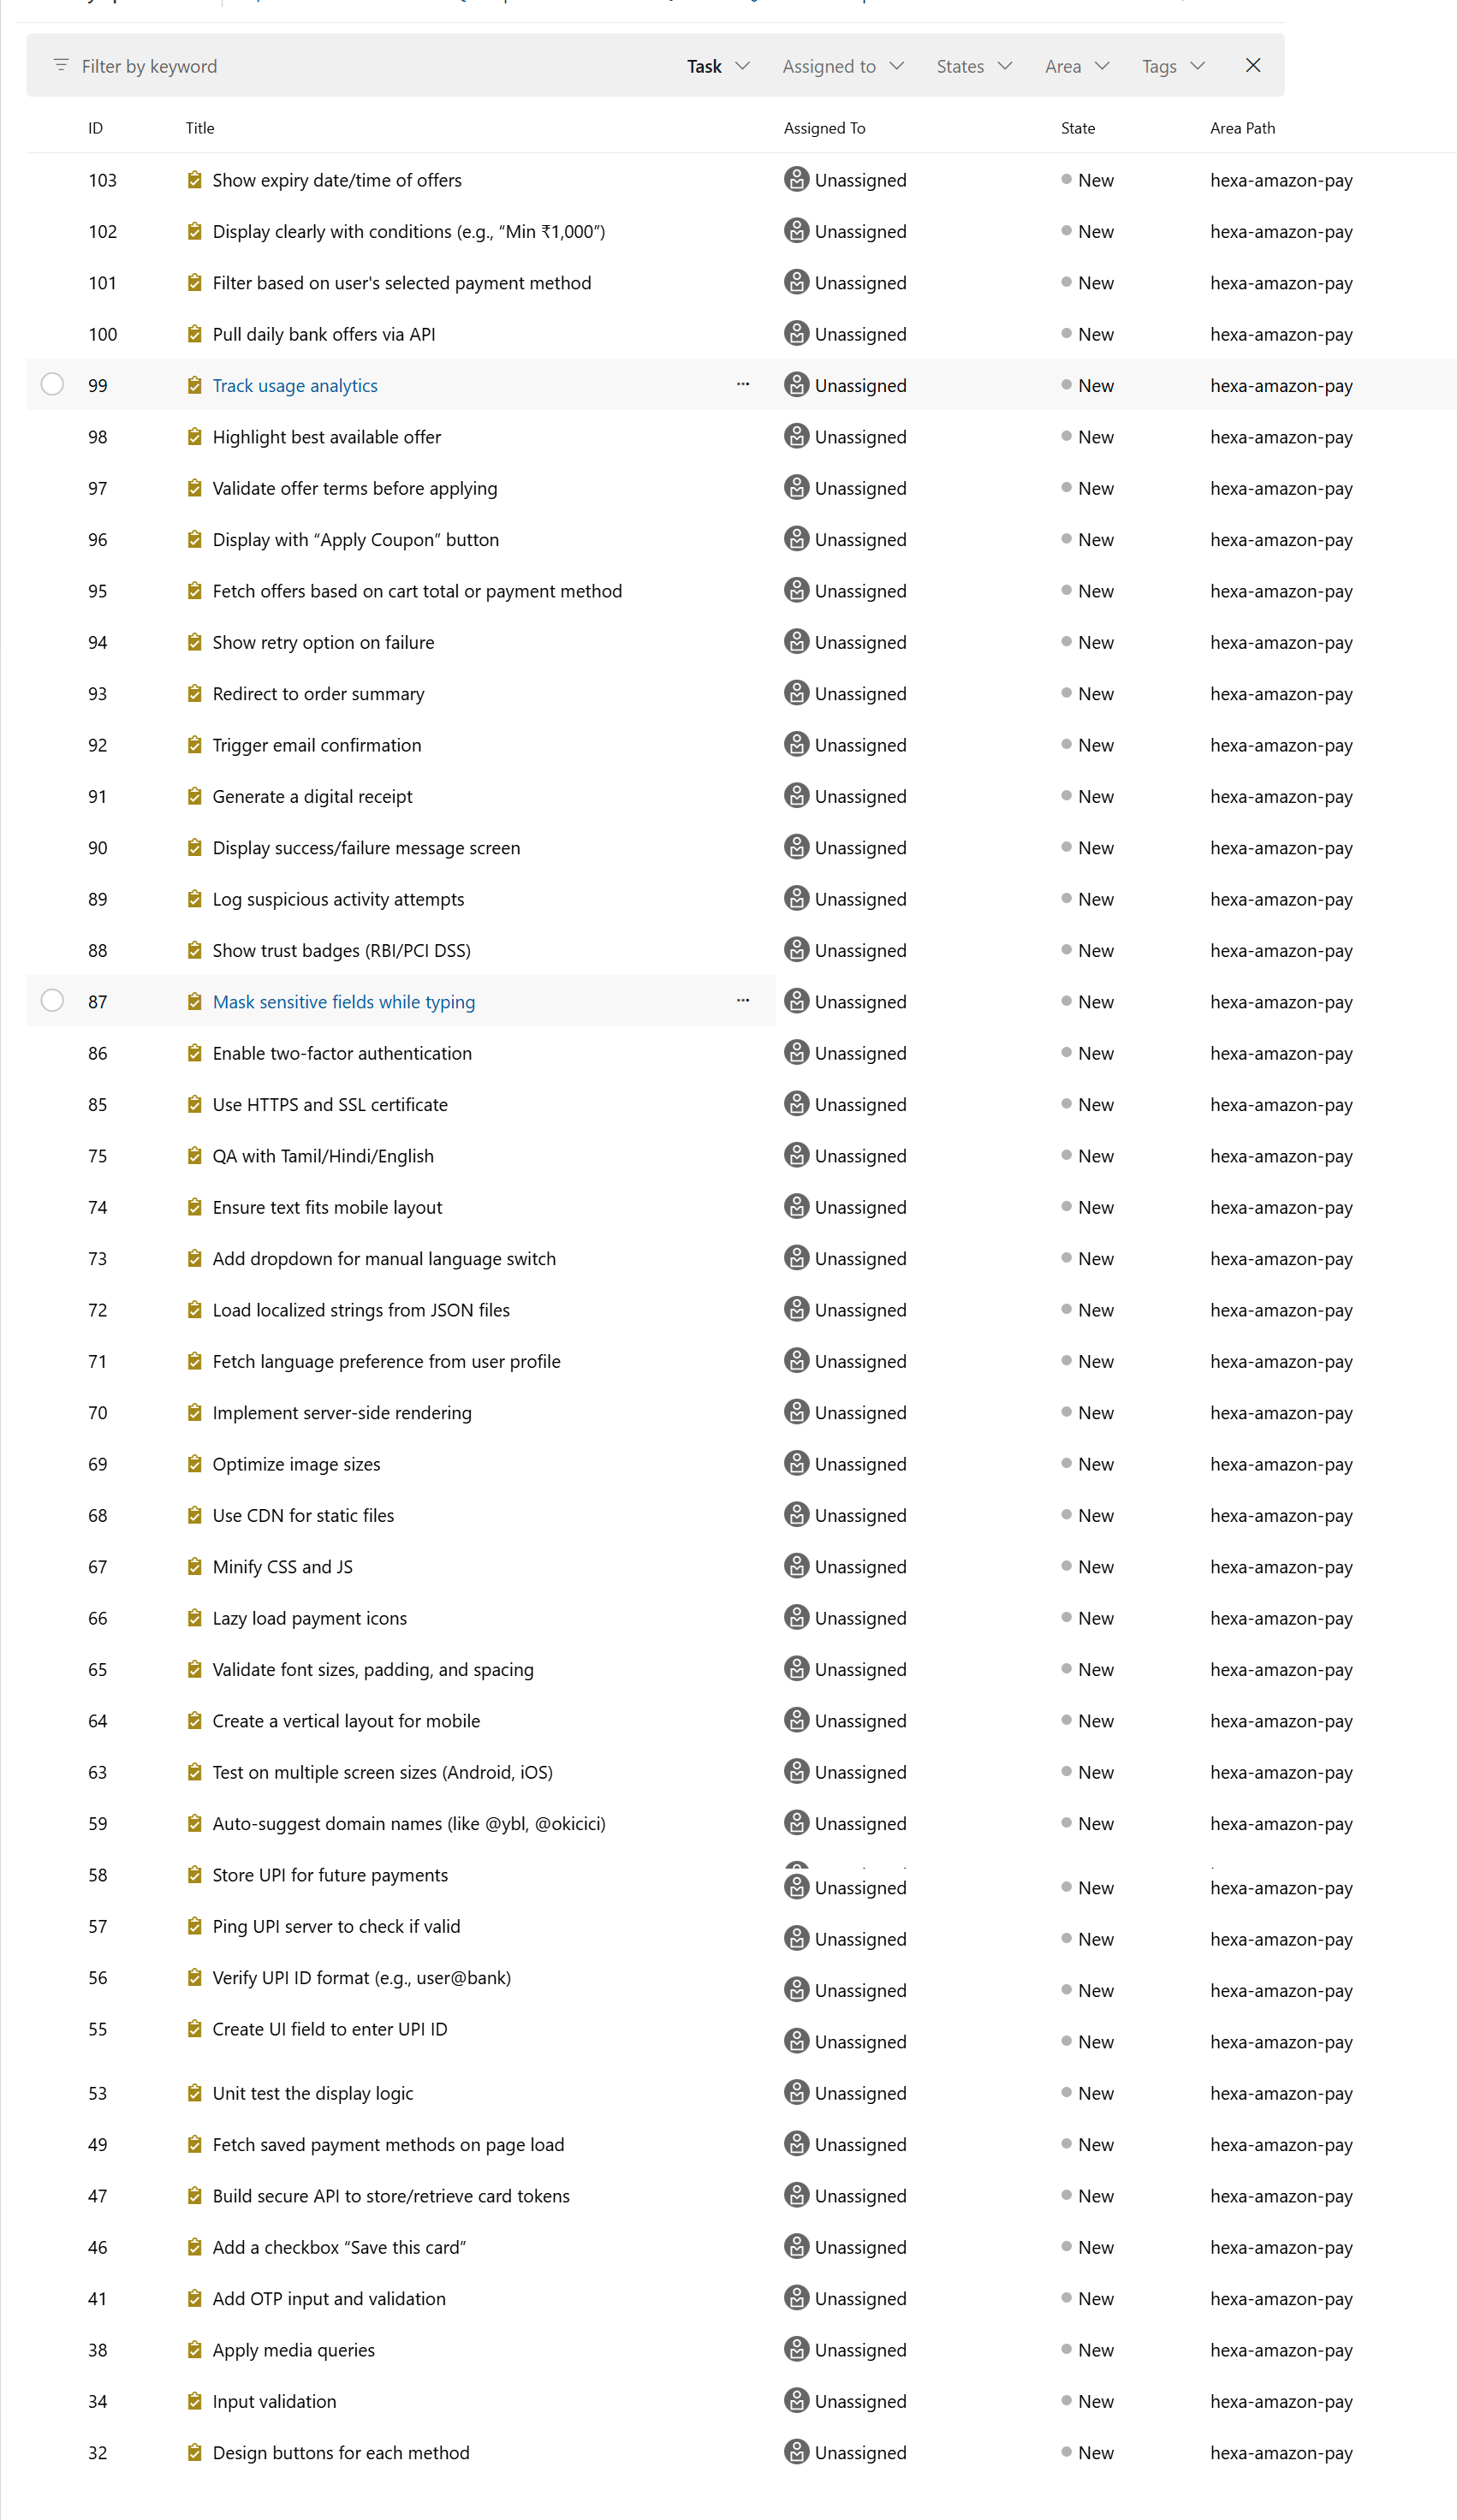 Filter by keyword Task Assigned to States Area Tags
ID Title Assigned To State Area Path
103 Show expiry date/time of offers Unassigned New hexa-amazon-pay
102 Display clearly with conditions (e.g., “Min ₹1,000”) Unassigned New hexa-amazon-pay
101 Filter based on user's selected payment method Unassigned New hexa-amazon-pay
100 Pull daily bank offers via API Unassigned New hexa-amazon-pay
99 Track usage analytics ... Unassigned New hexa-amazon-pay
98 Highlight best available offer Unassigned New hexa-amazon-pay
97 Validate offer terms before applying Unassigned New hexa-amazon-pay
96 Display with “Apply Coupon” button Unassigned New hexa-amazon-pay
95 Fetch offers based on cart total or payment method Unassigned New hexa-amazon-pay
94 Show retry option on failure Unassigned New hexa-amazon-pay
93 Redirect to order summary Unassigned New hexa-amazon-pay
92 Trigger email confirmation Unassigned New hexa-amazon-pay
91 Generate a digital receipt Unassigned New hexa-amazon-pay
90 Display success/failure message screen Unassigned New hexa-amazon-pay
89 Log suspicious activity attempts Unassigned New hexa-amazon-pay
88 Show trust badges (RBI/PCI DSS) Unassigned New hexa-amazon-pay
87 Mask sensitive fields while typing ... Unassigned New hexa-amazon-pay
86 Enable two-factor authentication Unassigned New hexa-amazon-pay
85 Use HTTPS and SSL certificate Unassigned New hexa-amazon-pay
75 QA with Tamil/Hindi/English Unassigned New hexa-amazon-pay
74 Ensure text fits mobile layout Unassigned New hexa-amazon-pay
73 Add dropdown for manual language switch Unassigned New hexa-amazon-pay
72 Load localized strings from JSON files Unassigned New hexa-amazon-pay
71 Fetch language preference from user profile Unassigned New hexa-amazon-pay
70 Implement server-side rendering Unassigned New hexa-amazon-pay
69 Optimize image sizes Unassigned New hexa-amazon-pay
68 Use CDN for static files Unassigned New hexa-amazon-pay
67 Minify CSS and JS Unassigned New hexa-amazon-pay
66 Lazy load payment icons Unassigned New hexa-amazon-pay
65 Validate font sizes, padding, and spacing Unassigned New hexa-amazon-pay
64 Create a vertical layout for mobile Unassigned New hexa-amazon-pay
63 Test on multiple screen sizes (Android, iOS) Unassigned New hexa-amazon-pay
59 Auto-suggest domain names (like @ybl, @okicici) Unassigned New hexa-amazon-pay
58 Store UPI for future payments Unassigned New hexa-amazon-pay
57 Ping UPI server to check if valid Unassigned New hexa-amazon-pay
56 Verify UPI ID format (e.g., user@bank) Unassigned New hexa-amazon-pay
55 Create UI field to enter UPI ID Unassigned New hexa-amazon-pay
53 Unit test the display logic Unassigned New hexa-amazon-pay
49 Fetch saved payment methods on page load Unassigned New hexa-amazon-pay
47 Build secure API to store/retrieve card tokens Unassigned New hexa-amazon-pay
46 Add a checkbox “Save this card” Unassigned New hexa-amazon-pay
41 Add OTP input and validation Unassigned New hexa-amazon-pay
38 Apply media queries Unassigned New hexa-amazon-pay
34 Input validation Unassigned New hexa-amazon-pay
32 Design buttons for each method Unassigned New hexa-amazon-pay